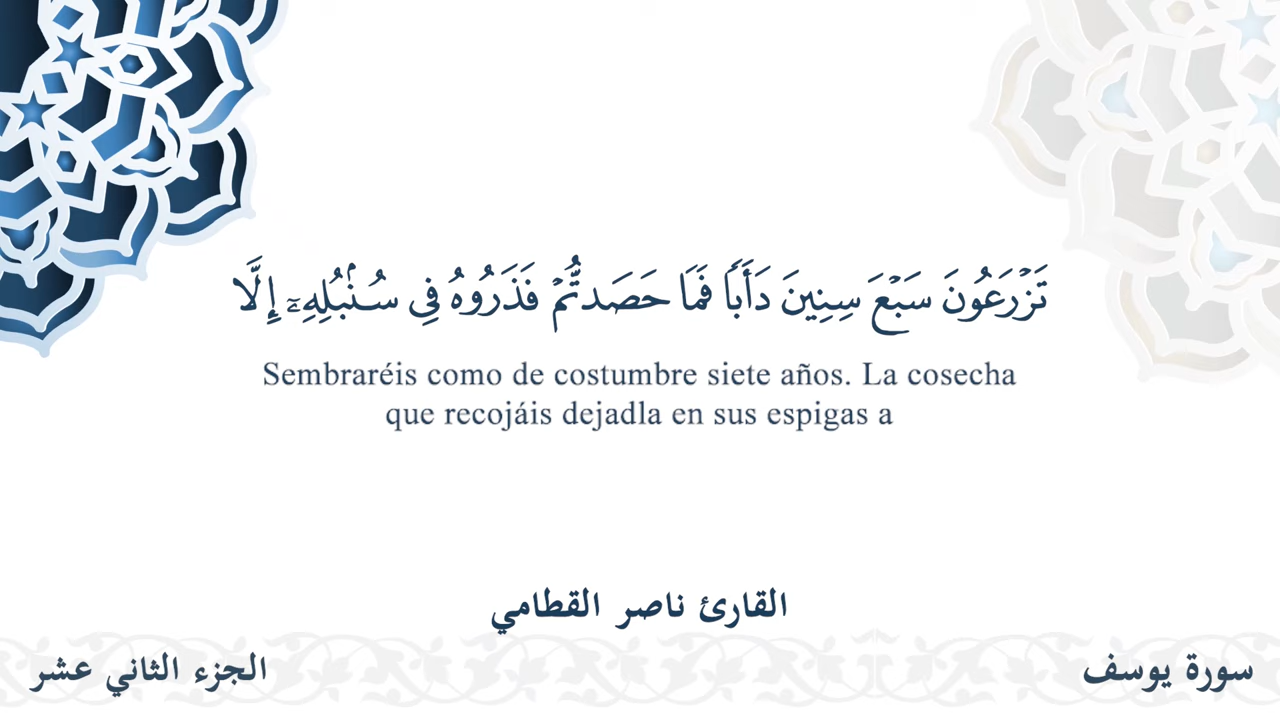 تَزْرَعُونَ سَبْعَ سِنِينَ دَأَبًا فَمَا حَصَدتُّمْ فَذَرُوهُ فِي سُنۢبُلِهِۦٓ إِلَّا
Sembraréis como de costumbre siete años. La cosecha
que recojáis dejadla en sus espigas a
القارئ ناصر القطامي
سورة يوسف
الجزء الثاني عشر